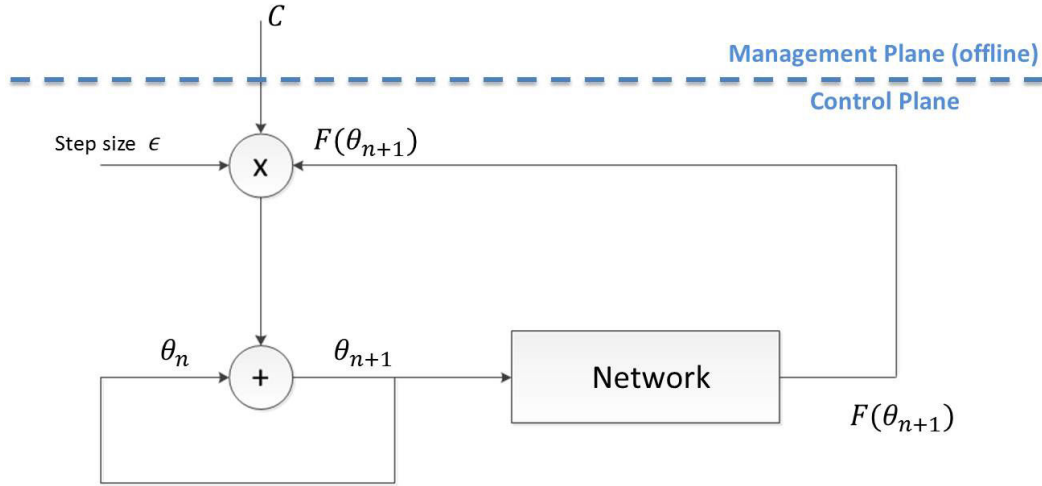 C
Management Plane (offline)
Control Plane
Step size ϵ
F(θₙ₊₁)
x
θₙ
+
θₙ₊₁
Network
F(θₙ₊₁)